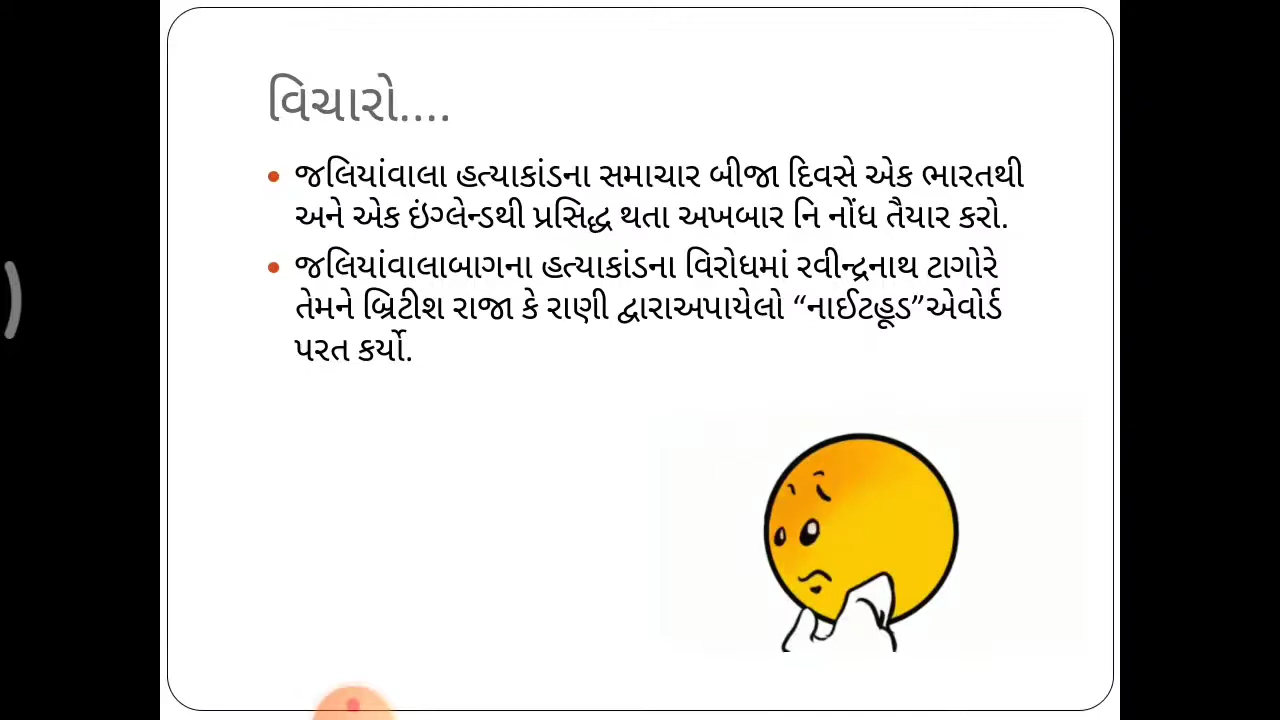 વિચારો....
• જલિયાંવાલા હત્યાકાંડના સમાચાર બીજા દિવસે એક ભારતથી
અને એક ઇંગ્લેન્ડથી પ્રસિદ્ધ થતા અખબાર નિ નોંધ તૈયાર કરો.
• જલિયાંવાલાબાગના હત્યાકાંડના વિરોધમાં રવીન્દ્રનાથ ટાગોરે
તેમને બ્રિટીશ રાજા કે રાણી દ્વારાઅપાયેલો “નાઈટહૂડ”એવોર્ડ
પરત કર્યો.